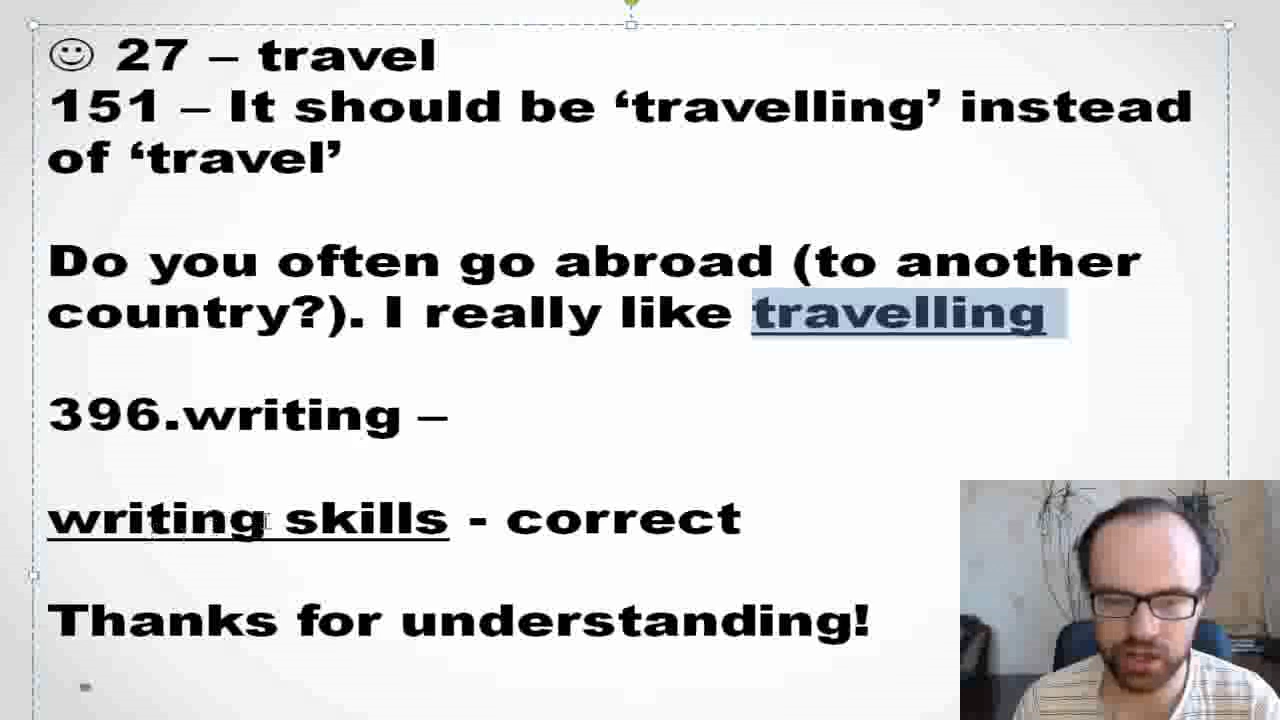 ☺ 27 – travel
151 – It should be ‘travelling’ instead
of ‘travel’
Do you often go abroad (to another
country?). I really like travelling
396.writing –
writing skills - correct
Thanks for understanding!